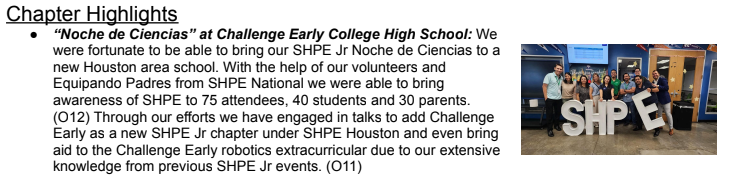 Chapter Highlights
● “Noche de Ciencias” at Challenge Early College High School: We
were fortunate to be able to bring our SHPE Jr Noche de Ciencias to a
new Houston area school. With the help of our volunteers and
Equipando Padres from SHPE National we were able to bring
awareness of SHPE to 75 attendees, 40 students and 30 parents.
(O12) Through our efforts we have engaged in talks to add Challenge
Early as a new SHPE Jr chapter under SHPE Houston and even bring
aid to the Challenge Early robotics extracurricular due to our extensive
knowledge from previous SHPE Jr events. (O11)
SHPE